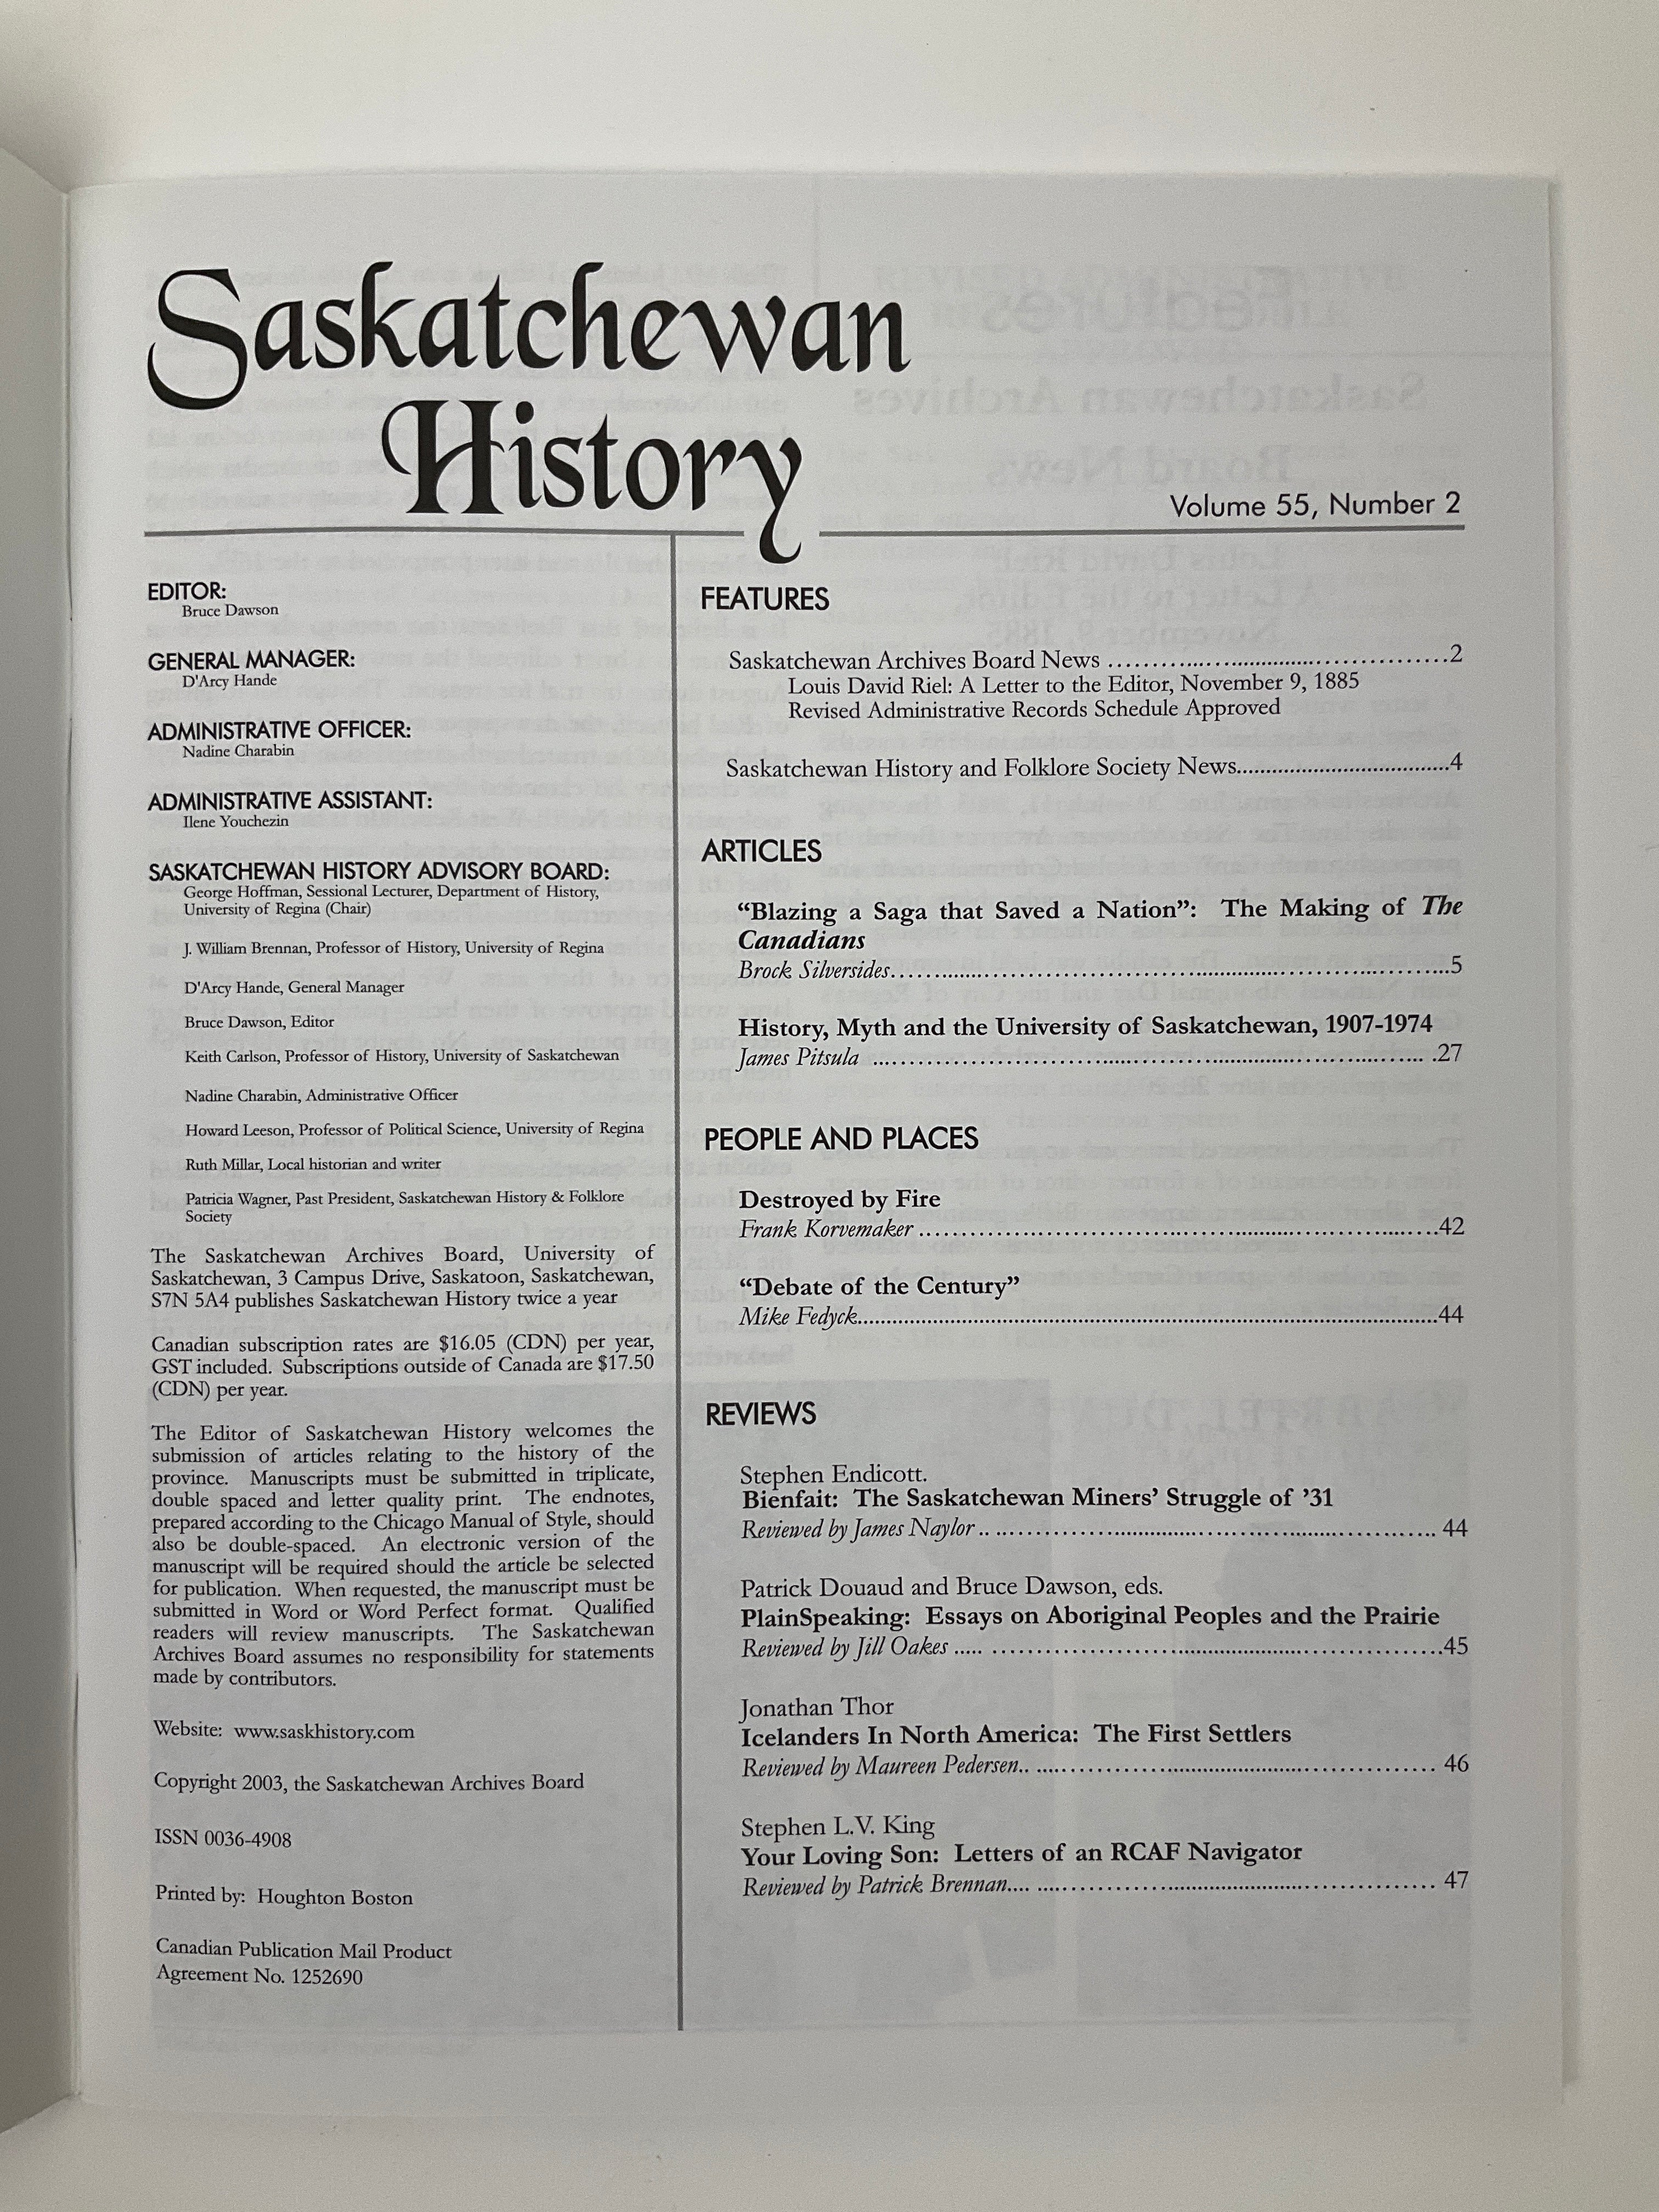 Saskatchewan
History
Volume 55, Number 2
EDITOR:
Bruce Dawson
GENERAL MANAGER:
D'Arcy Hande
ADMINISTRATIVE OFFICER:
Nadine Charabin
ADMINISTRATIVE ASSISTANT:
Ilene Youchezin
SASKATCHEWAN HISTORY ADVISORY BOARD:
George Hoffman, Sessional Lecturer, Department of History,
University of Regina (Chair)
J. William Brennan, Professor of History, University of Regina
D'Arcy Hande, General Manager
Bruce Dawson, Editor
Keith Carlson, Professor of History, University of Saskatchewan
Nadine Charabin, Administrative Officer
Howard Leeson, Professor of Political Science, University of Regina
Ruth Millar, Local historian and writer
Patricia Wagner, Past President, Saskatchewan History & Folklore
Society
The Saskatchewan Archives Board, University of
Saskatchewan, 3 Campus Drive, Saskatoon, Saskatchewan,
S7N 5A4 publishes Saskatchewan History twice a year
Canadian subscription rates are $16.05 (CDN) per year,
GST included. Subscriptions outside of Canada are $17.50
(CDN) per year.
The Editor of Saskatchewan History welcomes the
submission of articles relating to the history of the
province. Manuscripts must be submitted in triplicate,
double spaced and letter quality print. The endnotes,
prepared according to the Chicago Manual of Style, should
also be double-spaced. An electronic version of the
manuscript will be required should the article be selected
for publication. When requested, the manuscript must be
submitted in Word or Word Perfect format. Qualified
readers will review manuscripts. The Saskatchewan
Archives Board assumes no responsibility for statements
made by contributors.
Website: www.saskhistory.com
Copyright 2003, the Saskatchewan Archives Board
ISSN 0036-4908
Printed by: Houghton Boston
Canadian Publication Mail Product
Agreement No. 1252690
FEATURES
Saskatchewan Archives Board News ..........................................2
Louis David Riel: A Letter to the Editor, November 9, 1885
Revised Administrative Records Schedule Approved
Saskatchewan History and Folklore Society News..........................4
ARTICLES
“Blazing a Saga that Saved a Nation”: The Making of The
Canadians
Brock Silversides..........................................5
History, Myth and the University of Saskatchewan, 1907-1974
James Pitsula ..........................................27
PEOPLE AND PLACES
Destroyed by Fire
Frank Korvemaker ..........................................42
“Debate of the Century”
Mike Fedyck..........................................44
REVIEWS
Stephen Endicott.
Bienfait: The Saskatchewan Miners’ Struggle of ’31
Reviewed by James Naylor .......................................... 44
Patrick Douaud and Bruce Dawson, eds.
PlainSpeaking: Essays on Aboriginal Peoples and the Prairie
Reviewed by Jill Oakes ..........................................45
Jonathan Thor
Icelanders In North America: The First Settlers
Reviewed by Maureen Pedersen.......................................... 46
Stephen L.V. King
Your Loving Son: Letters of an RCAF Navigator
Reviewed by Patrick Brennan.......................................... 47